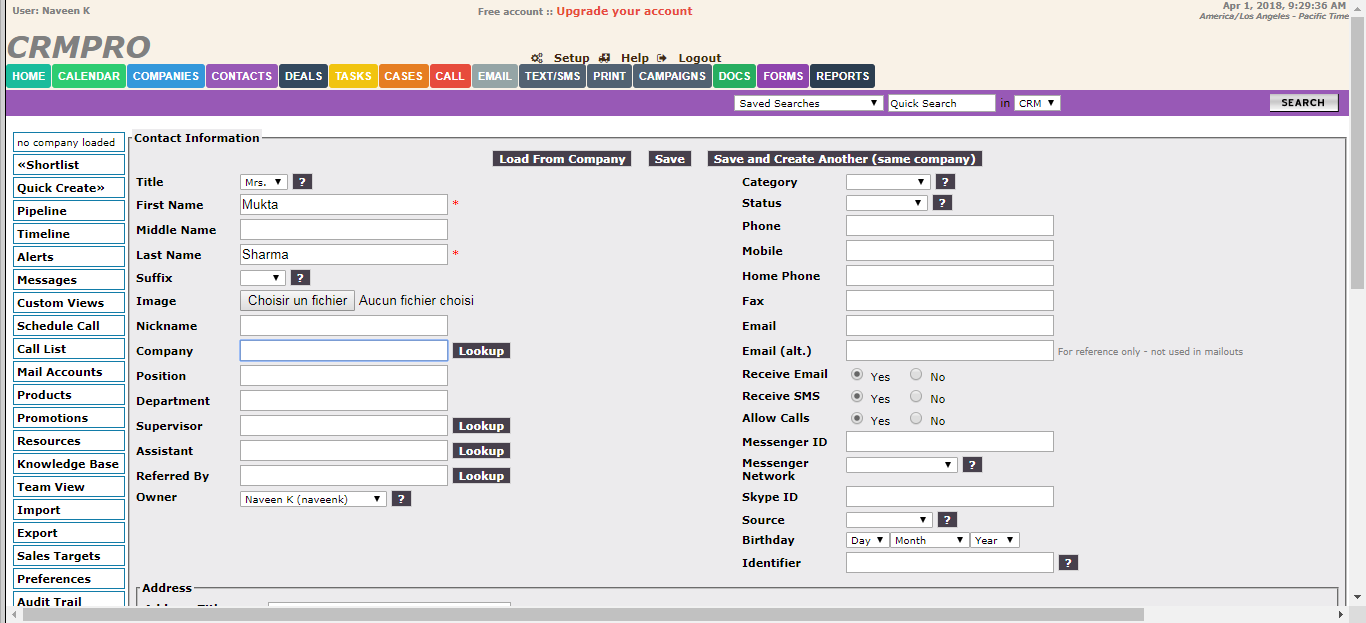 User: Naveen K
Free account :: Upgrade your account
Apr 1, 2018, 9:29:36 AM
America/Los Angeles - Pacific Time
CRMPRO
Setup Help Logout
HOME CALENDAR COMPANIES CONTACTS DEALS TASKS CASES CALL EMAIL TEXT/SMS PRINT CAMPAIGNS DOCS FORMS REPORTS
Saved Searches Quick Search in CRM SEARCH
no company loaded
«Shortlist
Quick Create»
Pipeline
Timeline
Alerts
Messages
Custom Views
Schedule Call
Call List
Mail Accounts
Products
Promotions
Resources
Knowledge Base
Team View
Import
Export
Sales Targets
Preferences
Audit Trail
Contact Information
Load From Company Save Save and Create Another (same company)
Title Mrs. ?
First Name Mukta *
Middle Name
Last Name Sharma *
Suffix ?
Image Choisir un fichier Aucun fichier choisi
Nickname
Company Lookup
Position
Department
Supervisor Lookup
Assistant Lookup
Referred By Lookup
Owner Naveen K (naveenk) ?
Category ?
Status ?
Phone
Mobile
Home Phone
Fax
Email
Email (alt.) For reference only - not used in mailouts
Receive Email Yes No
Receive SMS Yes No
Allow Calls Yes No
Messenger ID
Messenger
Network ?
Skype ID
Source ?
Birthday Day Month Year
Identifier ?
Address